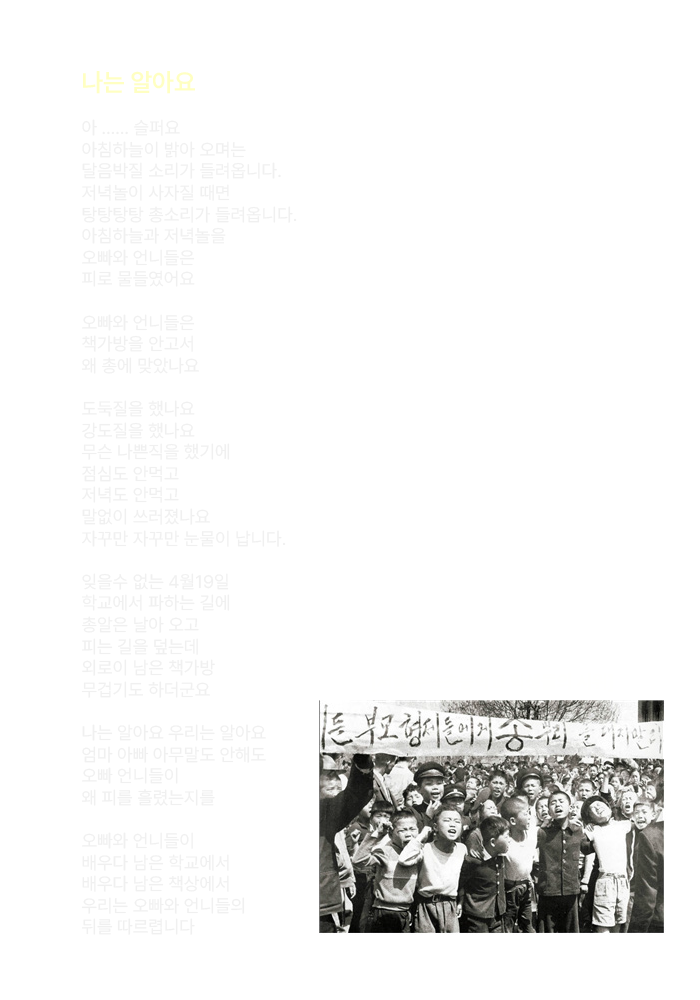 나는 알아요
아 ...... 슬퍼요
아침하늘이 밝아 오며는
달음박질 소리가 들려옵니다.
저녁놀이 사자질 때면
탕탕탕탕 총소리가 들려옵니다.
아침하늘과 저녁놀을
오빠와 언니들은
피로 물들였어요
오빠와 언니들은
책가방을 안고서
왜 총에 맞았나요
도둑질을 했나요
강도질을 했나요
무슨 나쁜직을 했기에
점심도 안먹고
저녁도 안먹고
말없이 쓰러졌나요
자꾸만 자꾸만 눈물이 납니다.
잊을수 없는 4월19일
학교에서 파하는 길에
총알은 날아 오고
피는 길을 덮는데
외로이 남은 책가방
무겁기도 하더군요
나는 알아요 우리는 알아요
엄마 아빠 아무말도 안해도
오빠 언니들이
왜 피를 흘렸는지를
오빠와 언니들이
배우다 남은 학교에서
배우다 남은 책상에서
우리는 오빠와 언니들의
뒤를 따르렵니다
부모 형제들에게 총부리를 대지말라